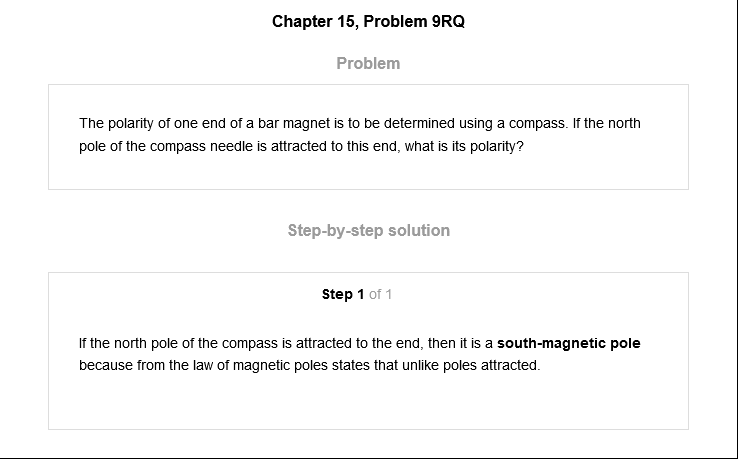 Chapter 15, Problem 9RQ
Problem
The polarity of one end of a bar magnet is to be determined using a compass. If the north
pole of the compass needle is attracted to this end, what is its polarity?
Step-by-step solution
Step 1 of 1
If the north pole of the compass is attracted to the end, then it is a south-magnetic pole
because from the law of magnetic poles states that unlike poles attracted.